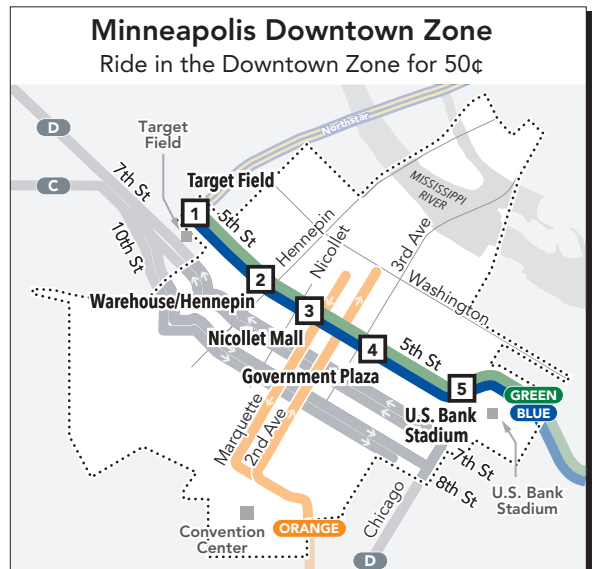 Minneapolis Downtown Zone
Ride in the Downtown Zone for 50¢
D
Target
Field
Northstar
7th St
C
Target Field
MISSISSIPPI
RIVER
1
5th St
10th St
Hennepin
Nicollet
3rd Ave
2
Washington
Warehouse/Hennepin
3
Nicollet Mall
4
5th St
Government Plaza
5
GREEN
BLUE
U.S. Bank
Stadium
Marquette
2nd Ave
7th St
8th St
U.S. Bank
Stadium
Chicago
Convention
Center
ORANGE
D